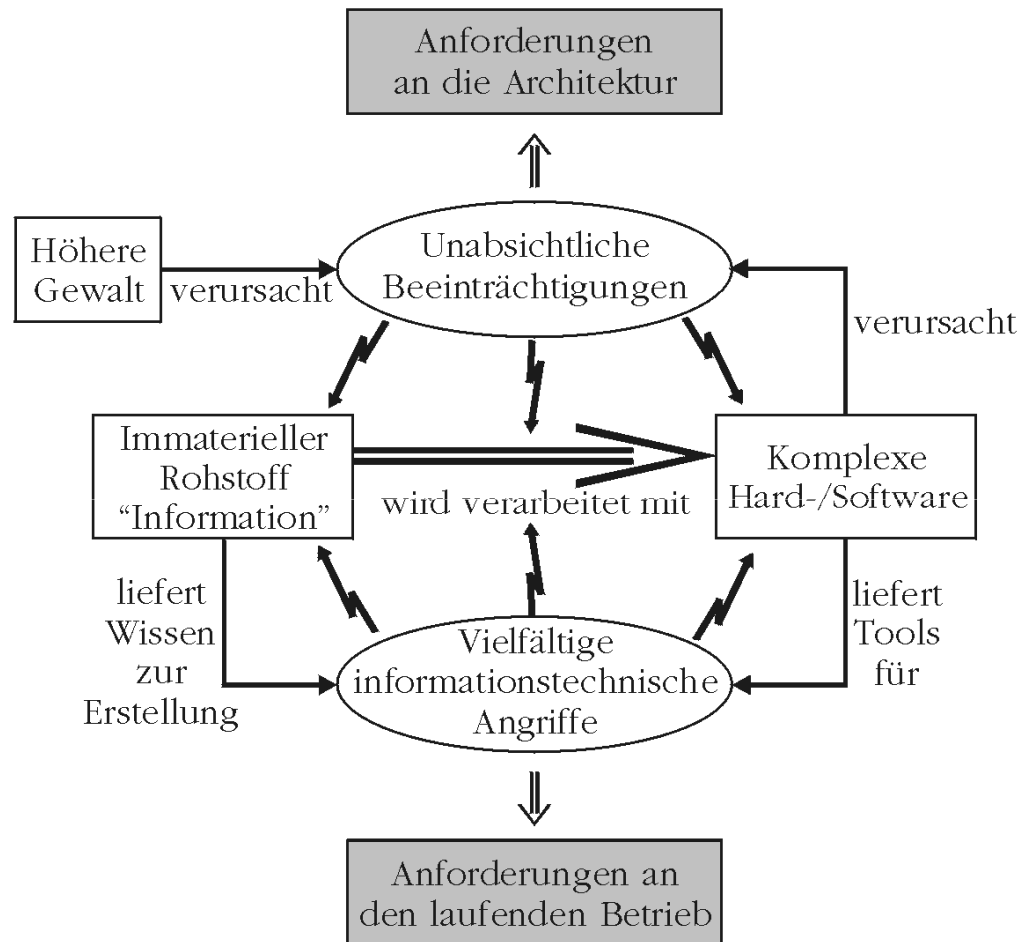 Anforderungen
an die Architektur
Höhere
Gewalt
verursacht
Unabsichtliche
Beeinträchtigungen
verursacht
Immaterieller
Rohstoff
“Information”
wird verarbeitet mit
Komplexe
Hard-/Software
liefert
Wissen
zur
Erstellung
Vielfältige
informationstechnische
Angriffe
liefert
Tools
für
Anforderungen an
den laufenden Betrieb